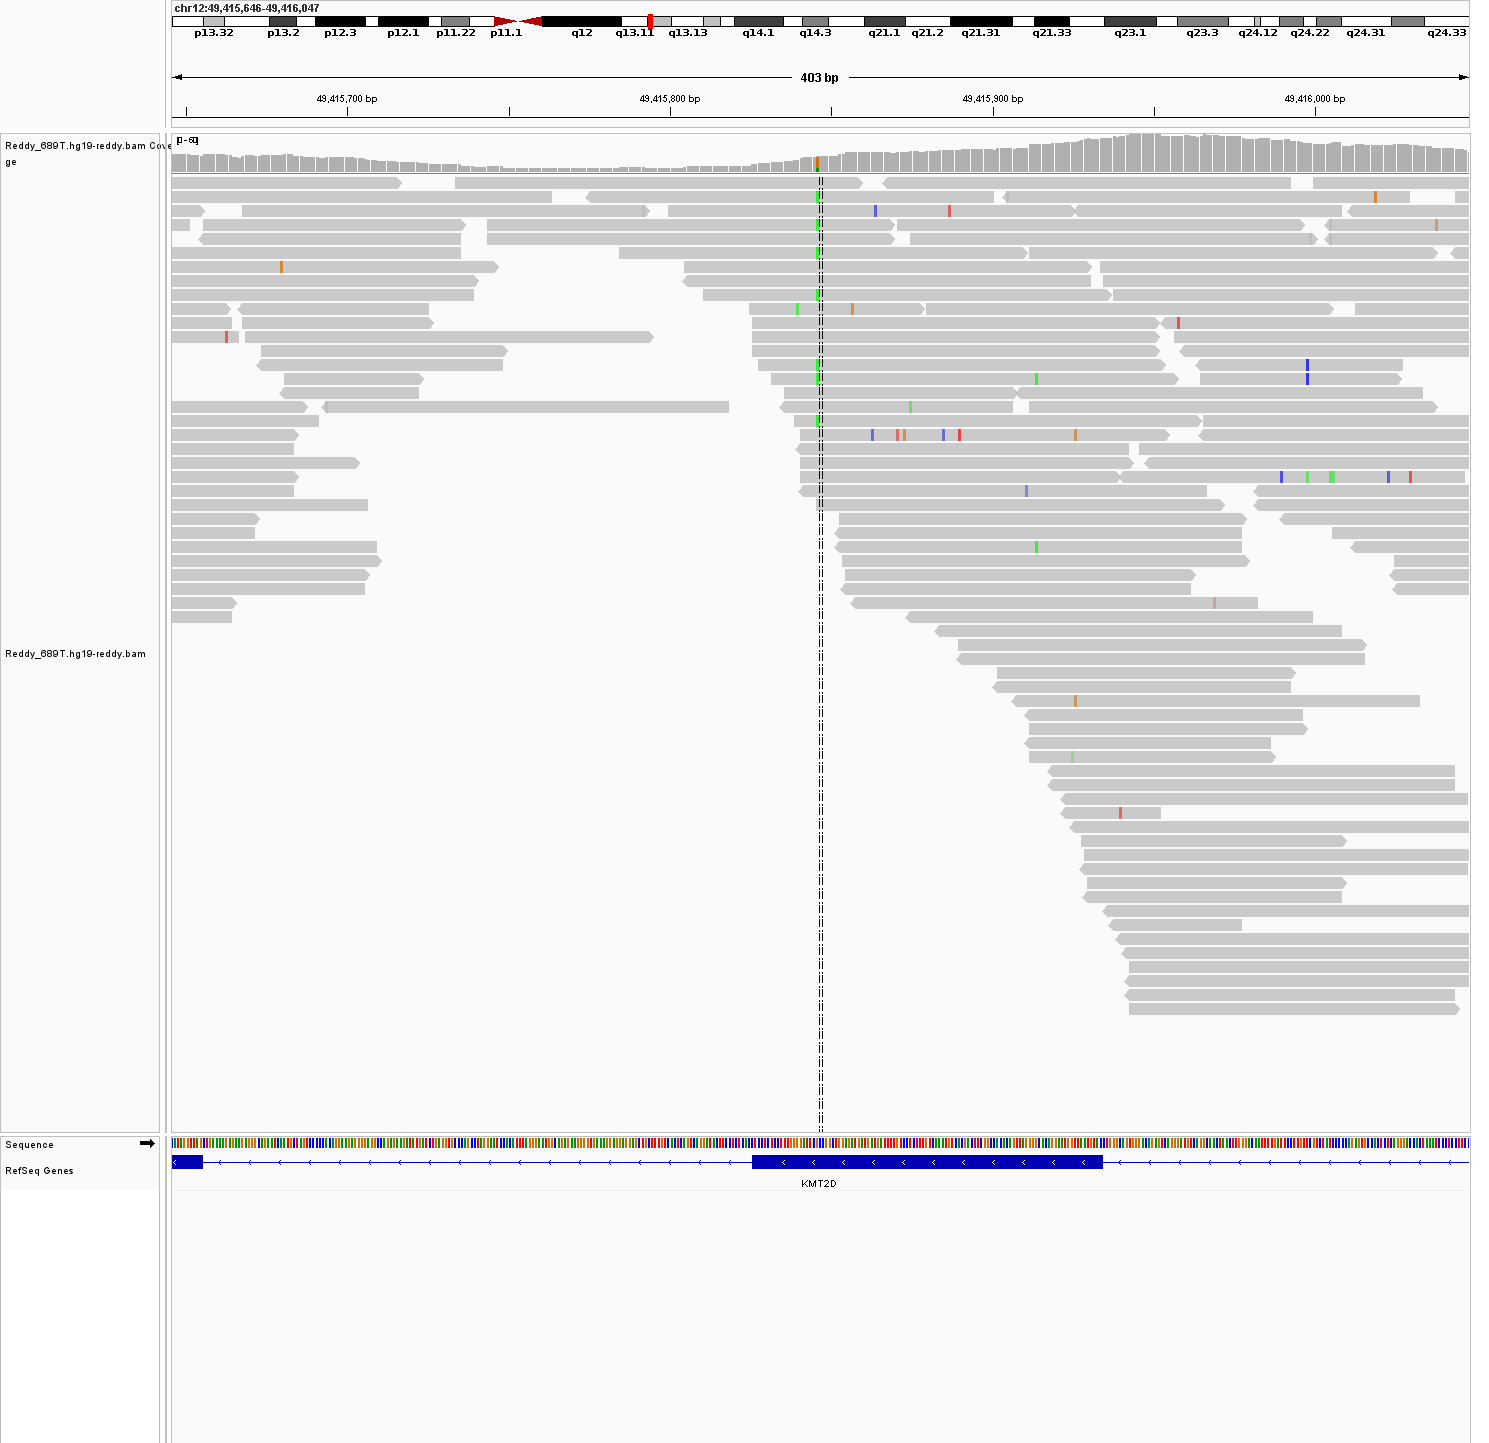 chr12:49,415,646-49,416,047
p13.32 p13.2 p12.3 p12.1 p11.22 p11.1 q12 q13.11 q13.13 q14.1 q14.3 q21.1 q21.2 q21.31 q21.33 q23.1 q23.3 q24.12 q24.22 q24.31 q24.33
403 bp
49,415,700 bp 49,415,800 bp 49,415,900 bp 49,416,000 bp
[0 - 60]
Reddy_689T.hg19-reddy.bam Cove
ge
Reddy_689T.hg19-reddy.bam
Sequence
RefSeq Genes
KMT2D